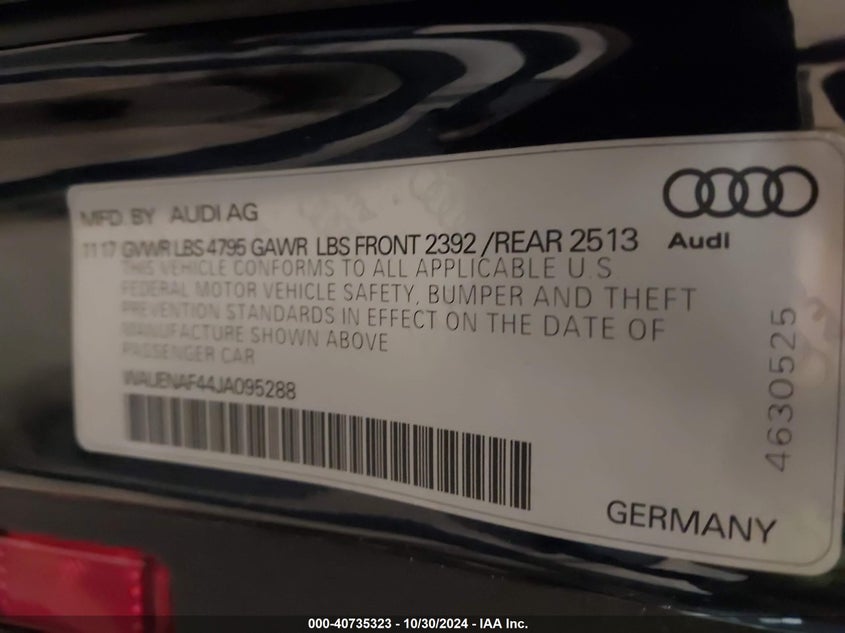 MFD. BY AUDI AG
11 17 GVWR LBS 4795 GAWR LBS FRONT 2392 /REAR 2513
Audi
THIS VEHICLE CONFORMS TO ALL APPLICABLE U.S.
FEDERAL MOTOR VEHICLE SAFETY, BUMPER AND THEFT
PREVENTION STANDARDS IN EFFECT ON THE DATE OF
MANUFACTURE SHOWN ABOVE
PASSENGER CAR
WAUENAF44JA095288
4630525
GERMANY
000-40735323 - 10/30/2024 - IAA Inc.